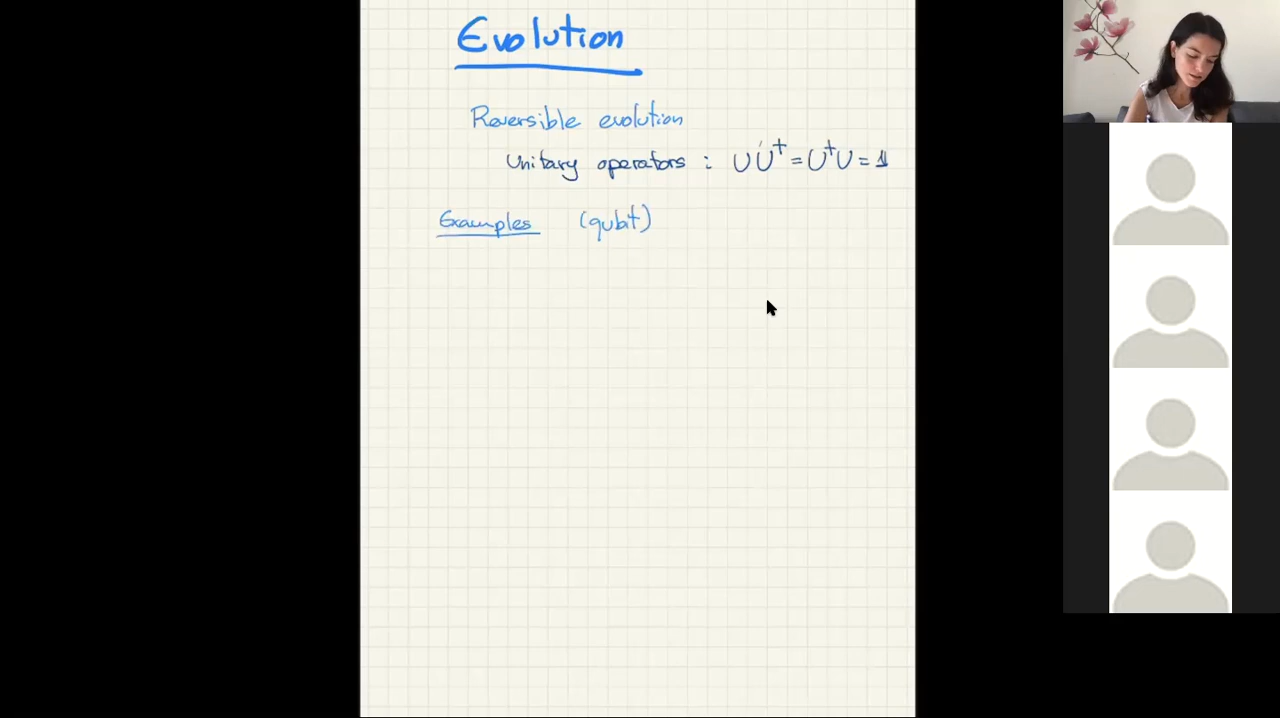 Evolution
Reversible evolution
Unitary operators : UU† = U†U = 𝟙
Examples (qubit)